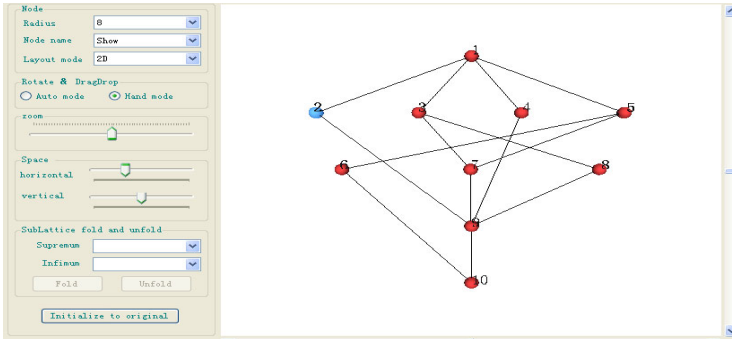 Node
Radius 8
Node name Show
Layout mode 2D
Rotate & DragDrop
Auto mode Hand mode
zoom
Space
horizontal
vertical
SubLattice fold and unfold
Supremum
Infimum
Fold Unfold
Initialize to original
1
2 3 4 5
6 7 8
9
10